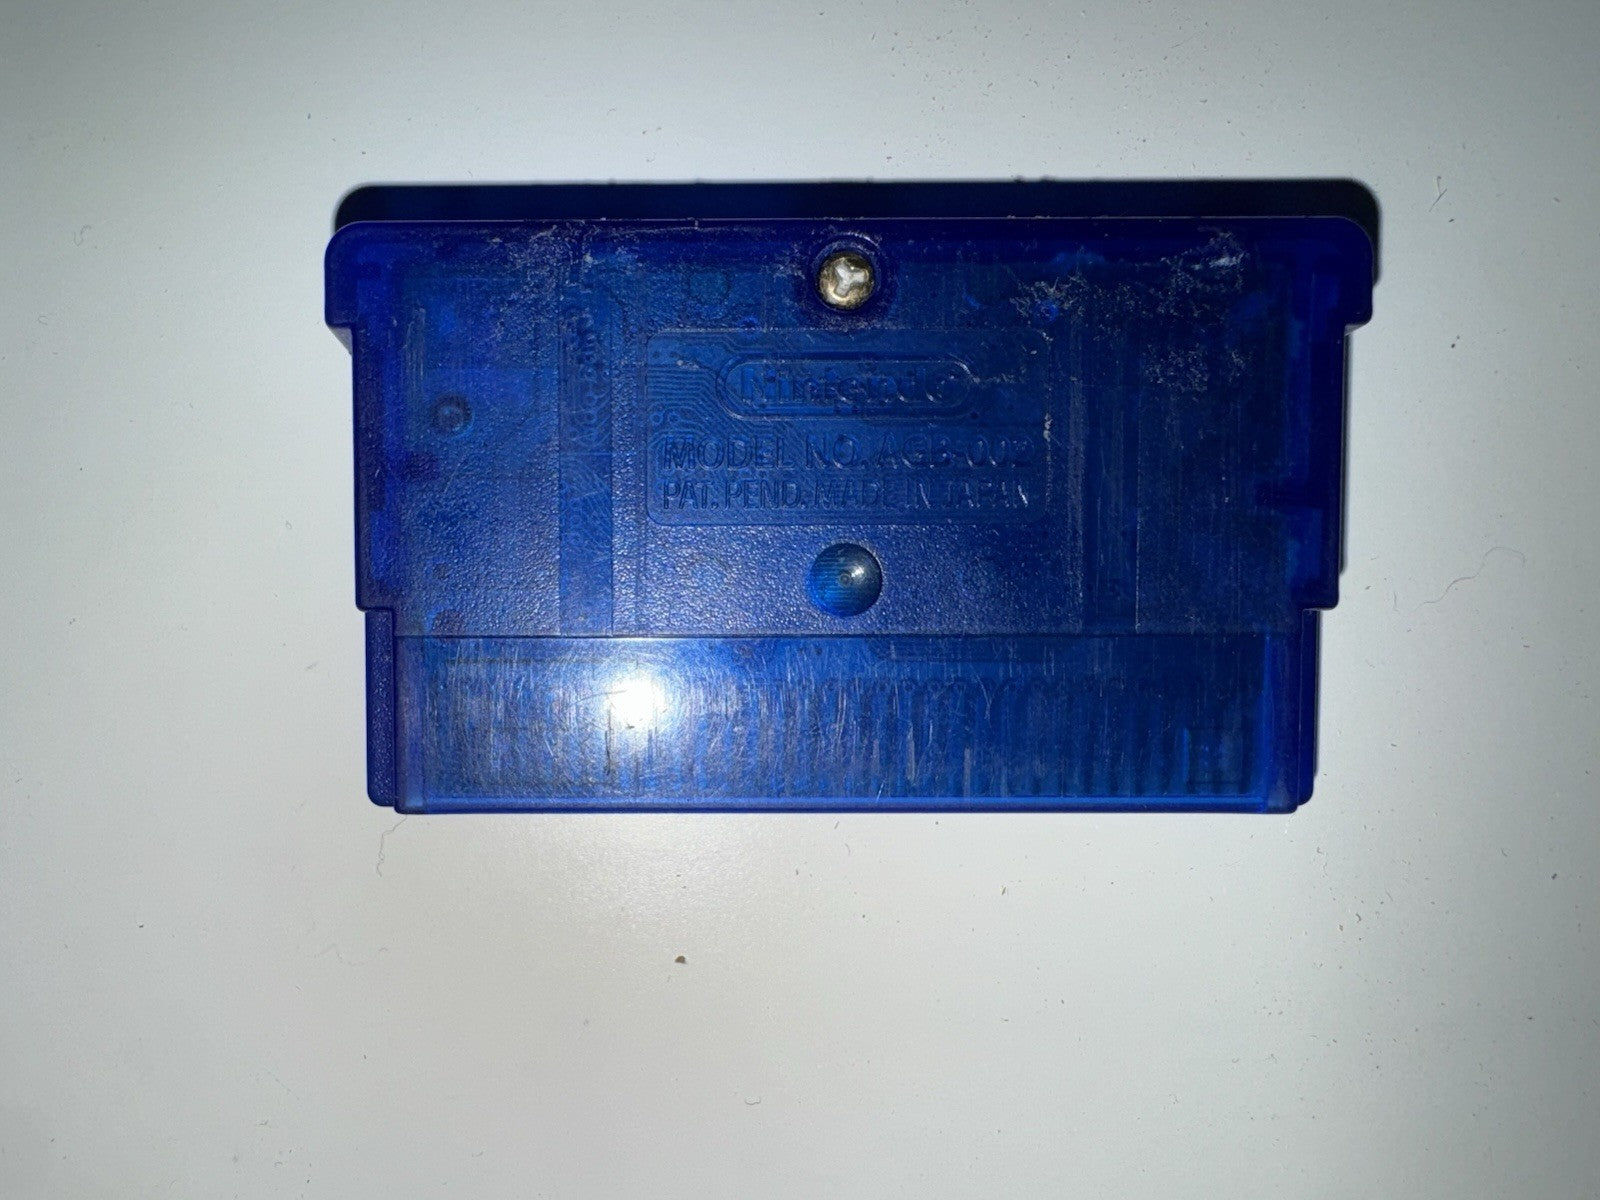 Nintendo
MODEL NO. AGB-002
PAT. PEND. MADE IN JAPAN